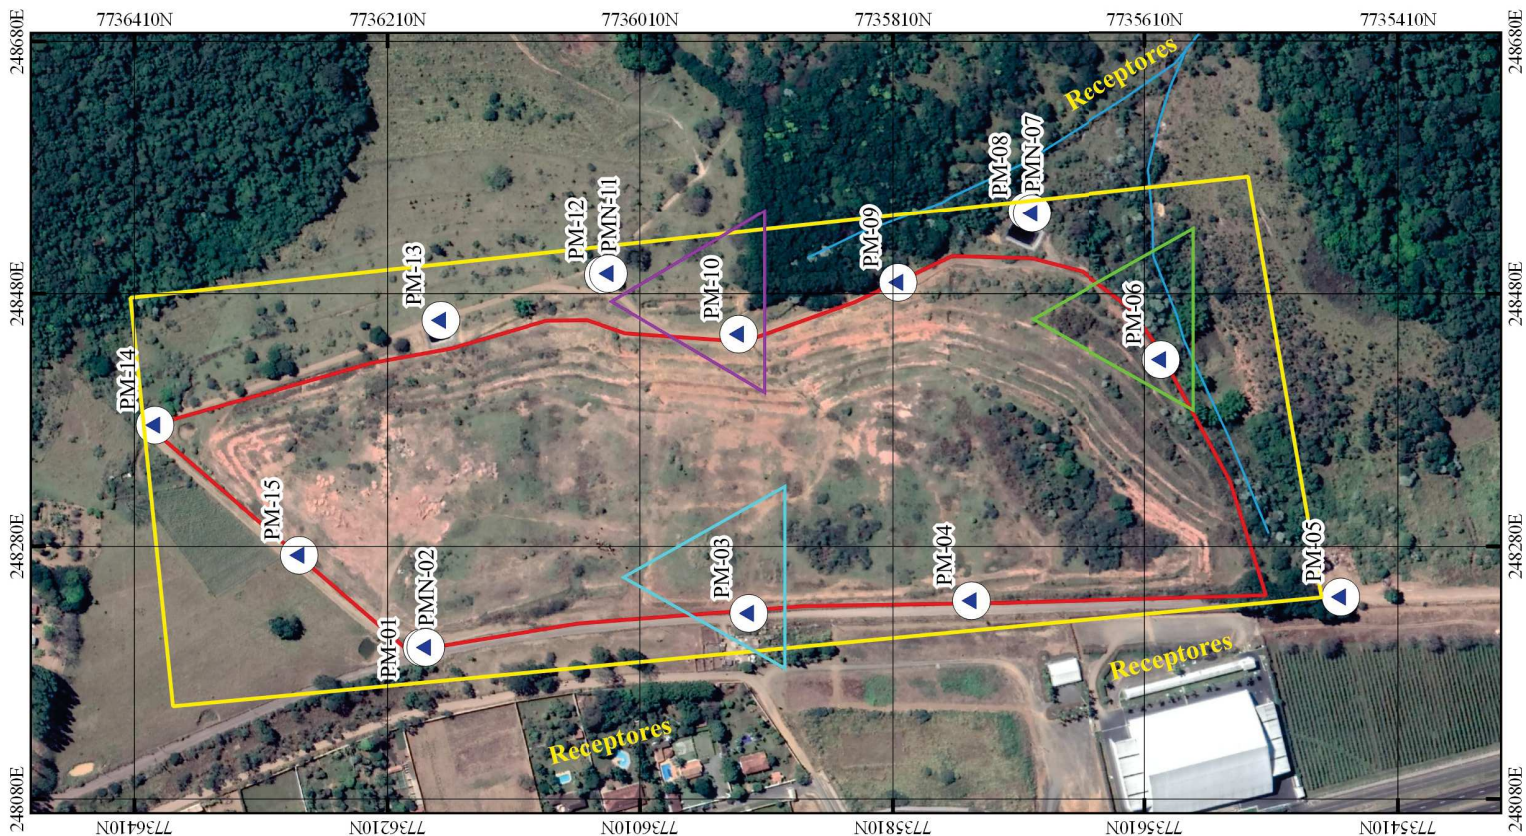 7736410N
7736210N
7736010N
7735810N
7735610N
7735410N
248680E
248680E
Receptores
PM-08
PMN-07
PM-12
PMN-11
PM-09
PM-13
PM-10
248480E
248480E
PM-06
PM-14
PM-15
PM-03
PM-04
PM-05
248280E
248280E
PM-01
PMN-02
Receptores
Receptores
248080E
248080E
7736410N
7736210N
7736010N
7735810N
7735610N
7735410N